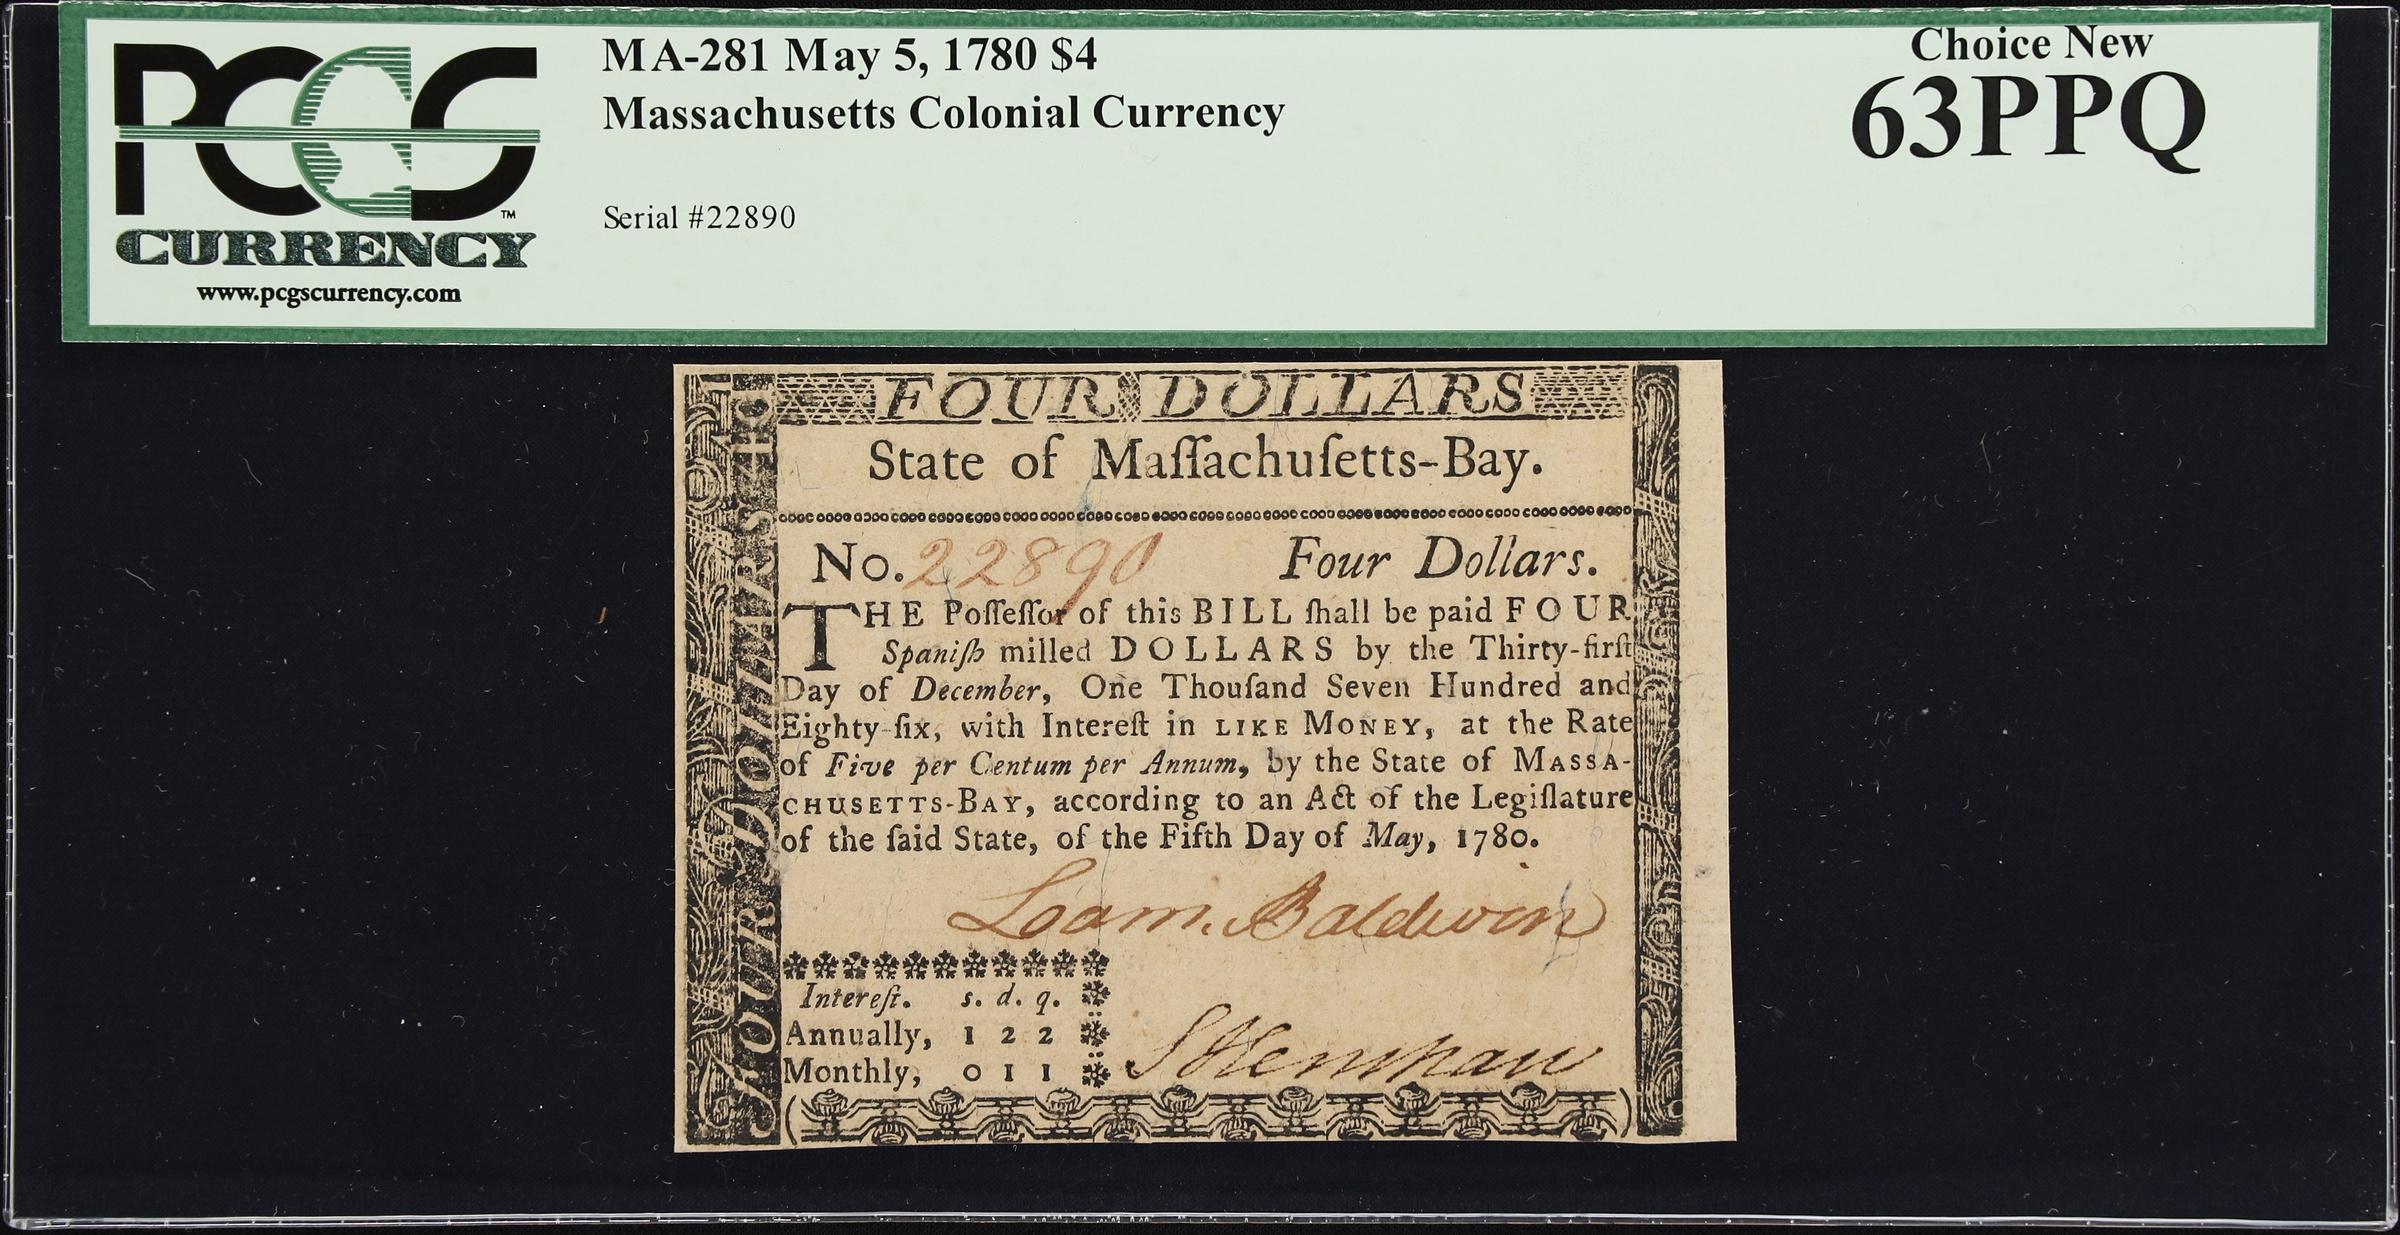 PCGS
™
CURRENCY
www.pcgscurrency.com
MA-281 May 5, 1780 $4
Massachusetts Colonial Currency
Serial #22890
Choice New
63PPQ
FOUR DOLLARS
FOUR DOLLARS
State of Maſſachuſetts-Bay.
No. 22890 Four Dollars.
THE Poſſeſſor of this BILL ſhall be paid FOUR
Spaniſh milled DOLLARS by the Thirty-firſt
Day of December, One Thouſand Seven Hundred and
Eighty-ſix, with Intereſt in LIKE MONEY, at the Rate
of Five per Centum per Annum, by the State of MASSA-
CHUSETTS-BAY, according to an Act of the Legiſlature
of the ſaid State, of the Fifth Day of May, 1780.
Loam. Baldwin
Intereſt. s. d. q.
Annually, 1 2 2
Monthly, 0 1 1
S Henshaw